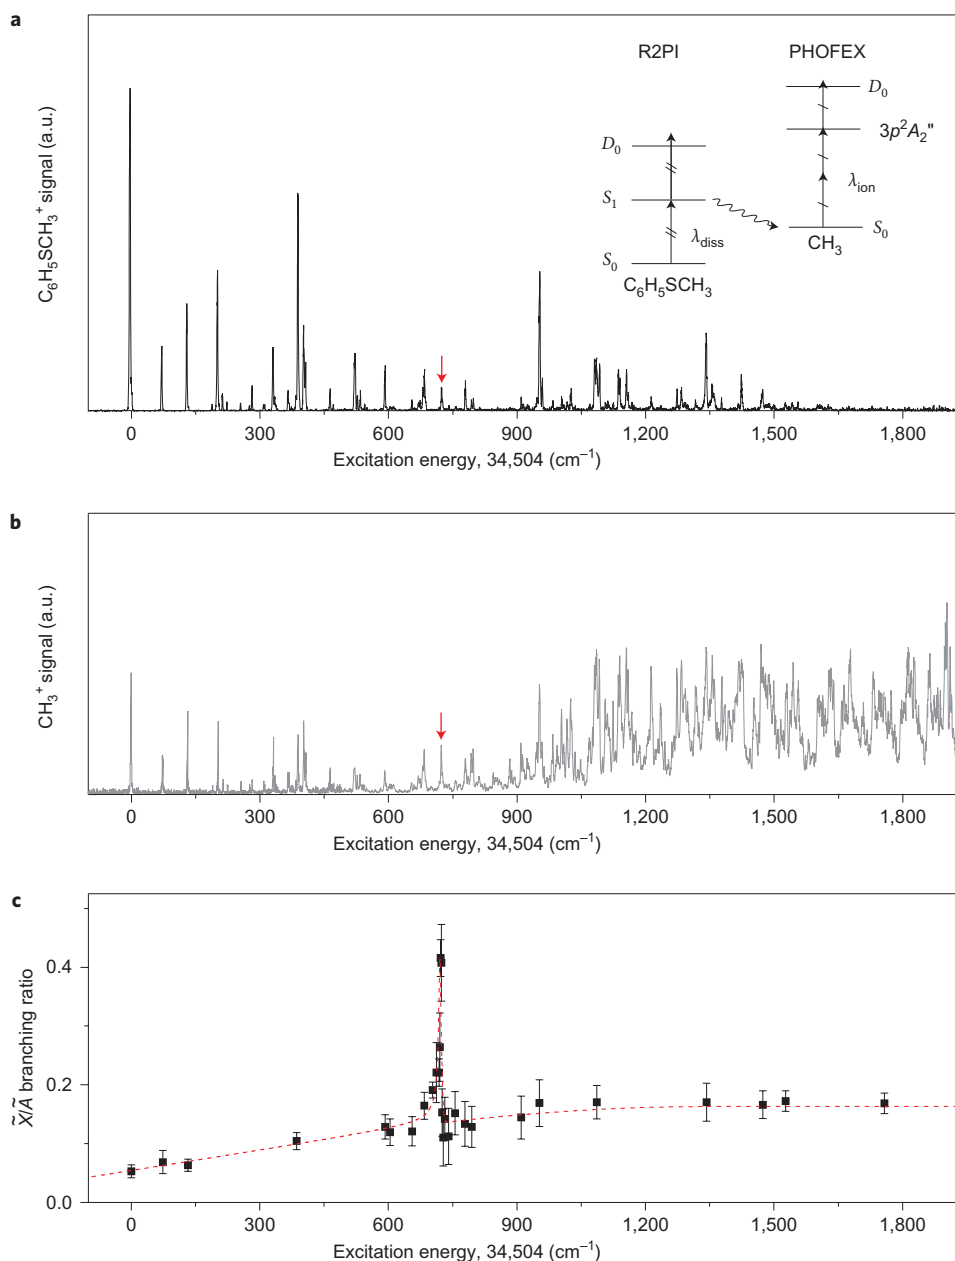 a
C₆H₅SCH₃⁺ signal (a.u.)
R2PI
PHOFEX
D₀
S₁
S₀
λdiss
C₆H₅SCH₃
D₀
3p²A₂"
λion
S₀
CH₃
0 300 600 900 1,200 1,500 1,800
Excitation energy, 34,504 (cm⁻¹)
b
CH₃⁺ signal (a.u.)
0 300 600 900 1,200 1,500 1,800
Excitation energy, 34,504 (cm⁻¹)
c
X̃/Ã branching ratio
0.4
0.2
0.0
0 300 600 900 1,200 1,500 1,800
Excitation energy, 34,504 (cm⁻¹)